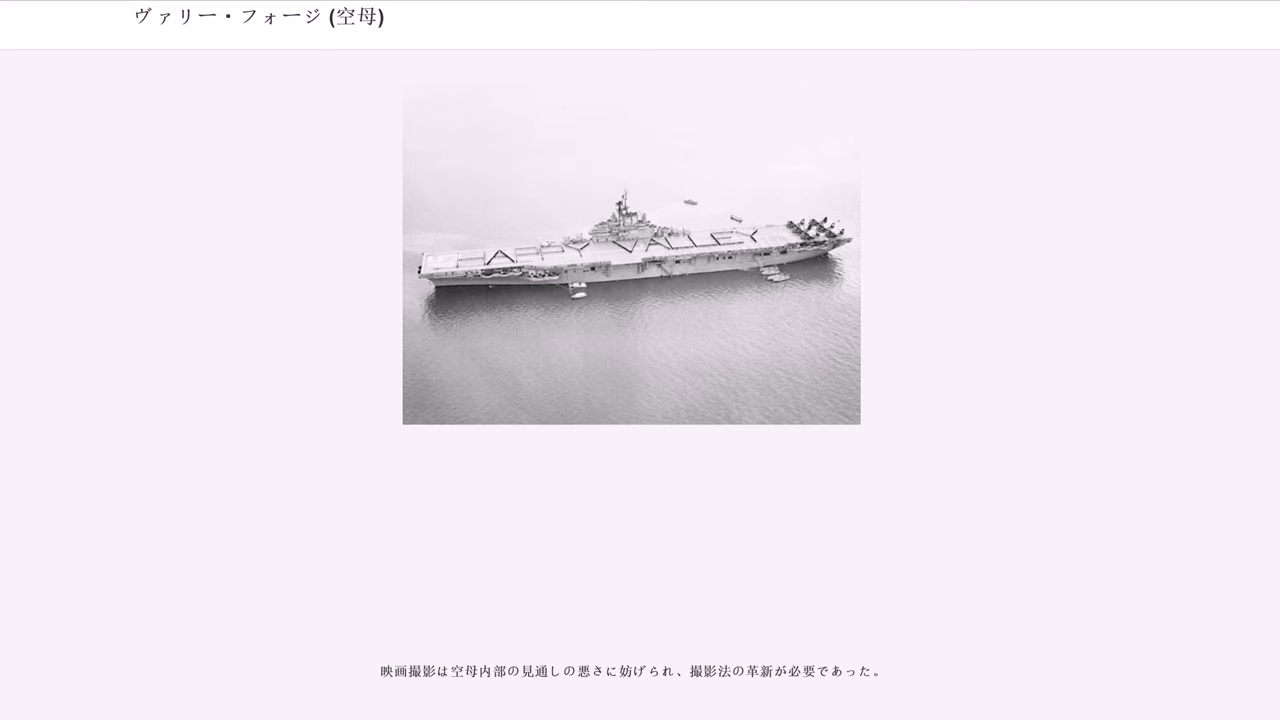 ヴァリー・フォージ (空母)
映画撮影は空母内部の見通しの悪さに妨げられ、撮影法の革新が必要であった。